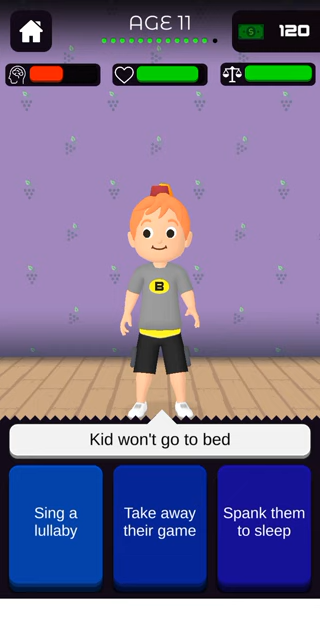 AGE 11
120
B
Kid won't go to bed
Sing a
lullaby
Take away
their game
Spank them
to sleep